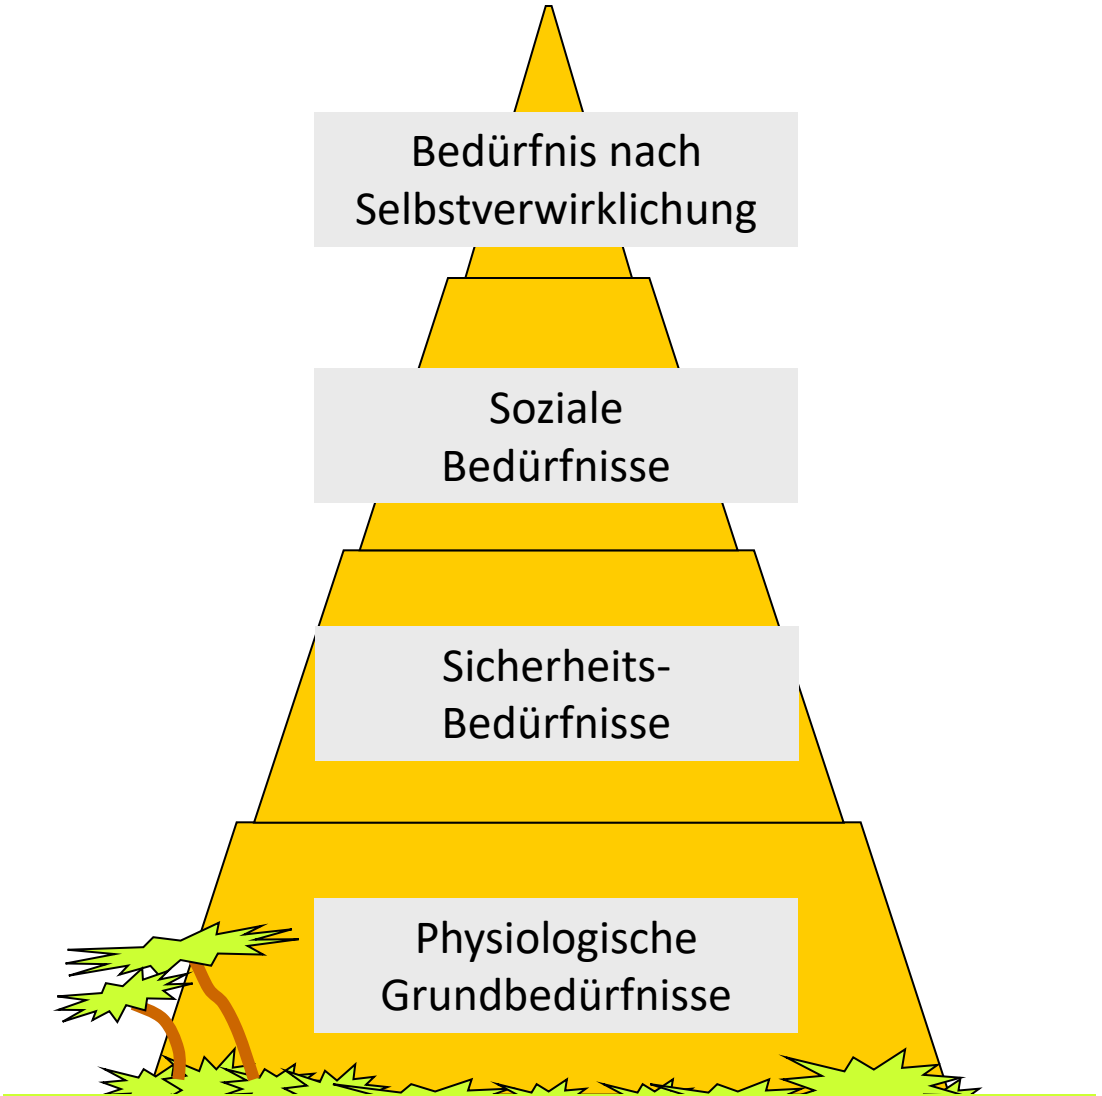 Bedürfnis nach
Selbstverwirklichung
Soziale
Bedürfnisse
Sicherheits-
Bedürfnisse
Physiologische
Grundbedürfnisse